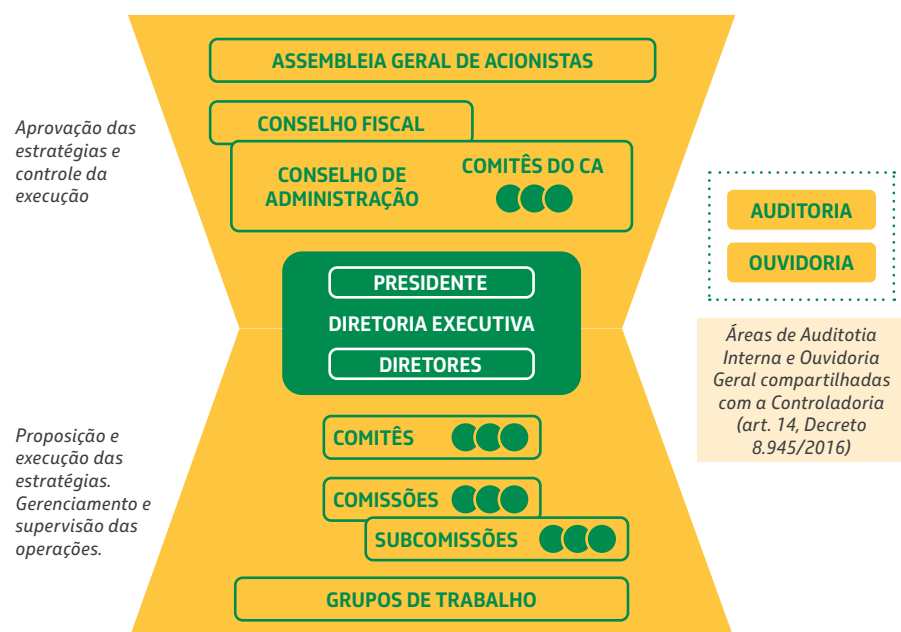 ASSEMBLEIA GERAL DE ACIONISTAS
Aprovação das
estratégias e
controle da
execução
CONSELHO FISCAL
CONSELHO DE
ADMINISTRAÇÃO
COMITÊS DO CA
PRESIDENTE
DIRETORIA EXECUTIVA
DIRETORES
Proposição e
execução das
estratégias.
Gerenciamento e
supervisão das
operações.
COMITÊS
COMISSÕES
SUBCOMISSÕES
GRUPOS DE TRABALHO
AUDITORIA
OUVIDORIA
Áreas de Auditotia
Interna e Ouvidoria
Geral compartilhadas
com a Controladoria
(art. 14, Decreto
8.945/2016)